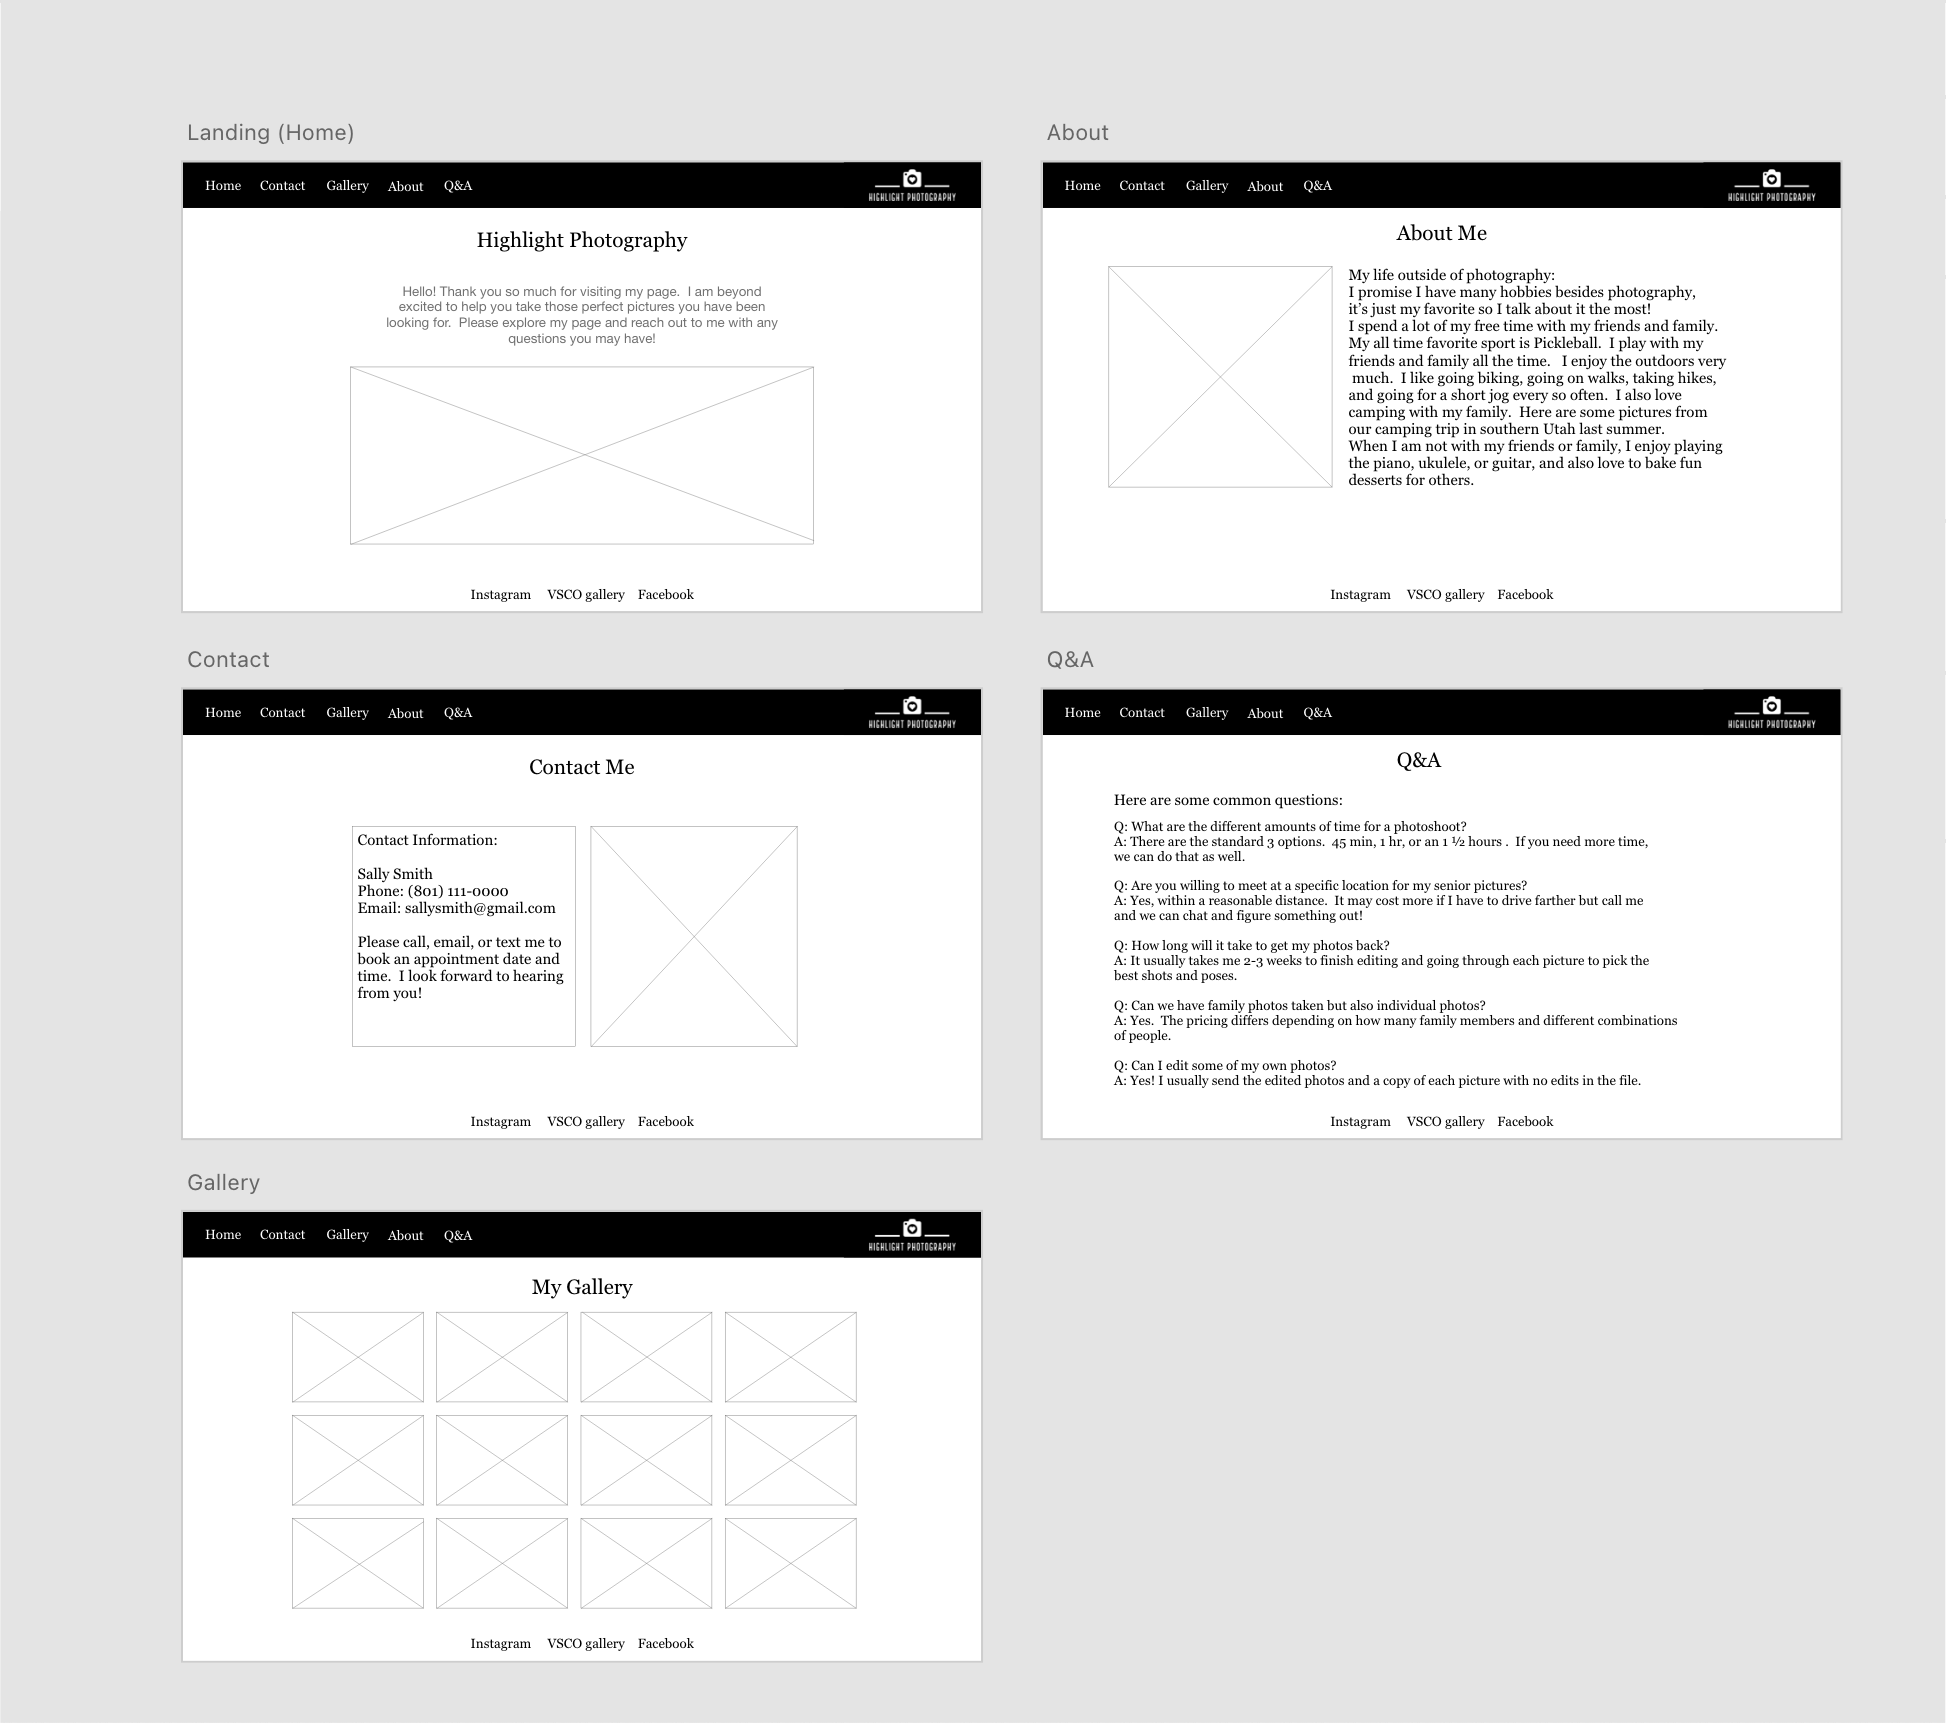 Landing (Home)
Home Contact Gallery About Q&A
HIGHLIGHT PHOTOGRAPHY
Highlight Photography
Hello! Thank you so much for visiting my page.  I am beyond
excited to help you take those perfect pictures you have been
looking for.  Please explore my page and reach out to me with any
questions you may have!
Instagram VSCO gallery Facebook
About
Home Contact Gallery About Q&A
HIGHLIGHT PHOTOGRAPHY
About Me
My life outside of photography:
I promise I have many hobbies besides photography,
it’s just my favorite so I talk about it the most!
I spend a lot of my free time with my friends and family.
My all time favorite sport is Pickleball.  I play with my
friends and family all the time.   I enjoy the outdoors very
much.  I like going biking, going on walks, taking hikes,
and going for a short jog every so often.  I also love
camping with my family.  Here are some pictures from
our camping trip in southern Utah last summer.
When I am not with my friends or family, I enjoy playing
the piano, ukulele, or guitar, and also love to bake fun
desserts for others.
Instagram VSCO gallery Facebook
Contact
Home Contact Gallery About Q&A
HIGHLIGHT PHOTOGRAPHY
Contact Me
Contact Information:
Sally Smith
Phone: (801) 111-0000
Email: sallysmith@gmail.com
Please call, email, or text me to
book an appointment date and
time.  I look forward to hearing
from you!
Instagram VSCO gallery Facebook
Q&A
Home Contact Gallery About Q&A
HIGHLIGHT PHOTOGRAPHY
Q&A
Here are some common questions:
Q: What are the different amounts of time for a photoshoot?
A: There are the standard 3 options.  45 min, 1 hr, or an 1 ½ hours .  If you need more time,
we can do that as well.
Q: Are you willing to meet at a specific location for my senior pictures?
A: Yes, within a reasonable distance.  It may cost more if I have to drive farther but call me
and we can chat and figure something out!
Q: How long will it take to get my photos back?
A: It usually takes me 2-3 weeks to finish editing and going through each picture to pick the
best shots and poses.
Q: Can we have family photos taken but also individual photos?
A: Yes.  The pricing differs depending on how many family members and different combinations
of people.
Q: Can I edit some of my own photos?
A: Yes! I usually send the edited photos and a copy of each picture with no edits in the file.
Instagram VSCO gallery Facebook
Gallery
Home Contact Gallery About Q&A
HIGHLIGHT PHOTOGRAPHY
My Gallery
Instagram VSCO gallery Facebook